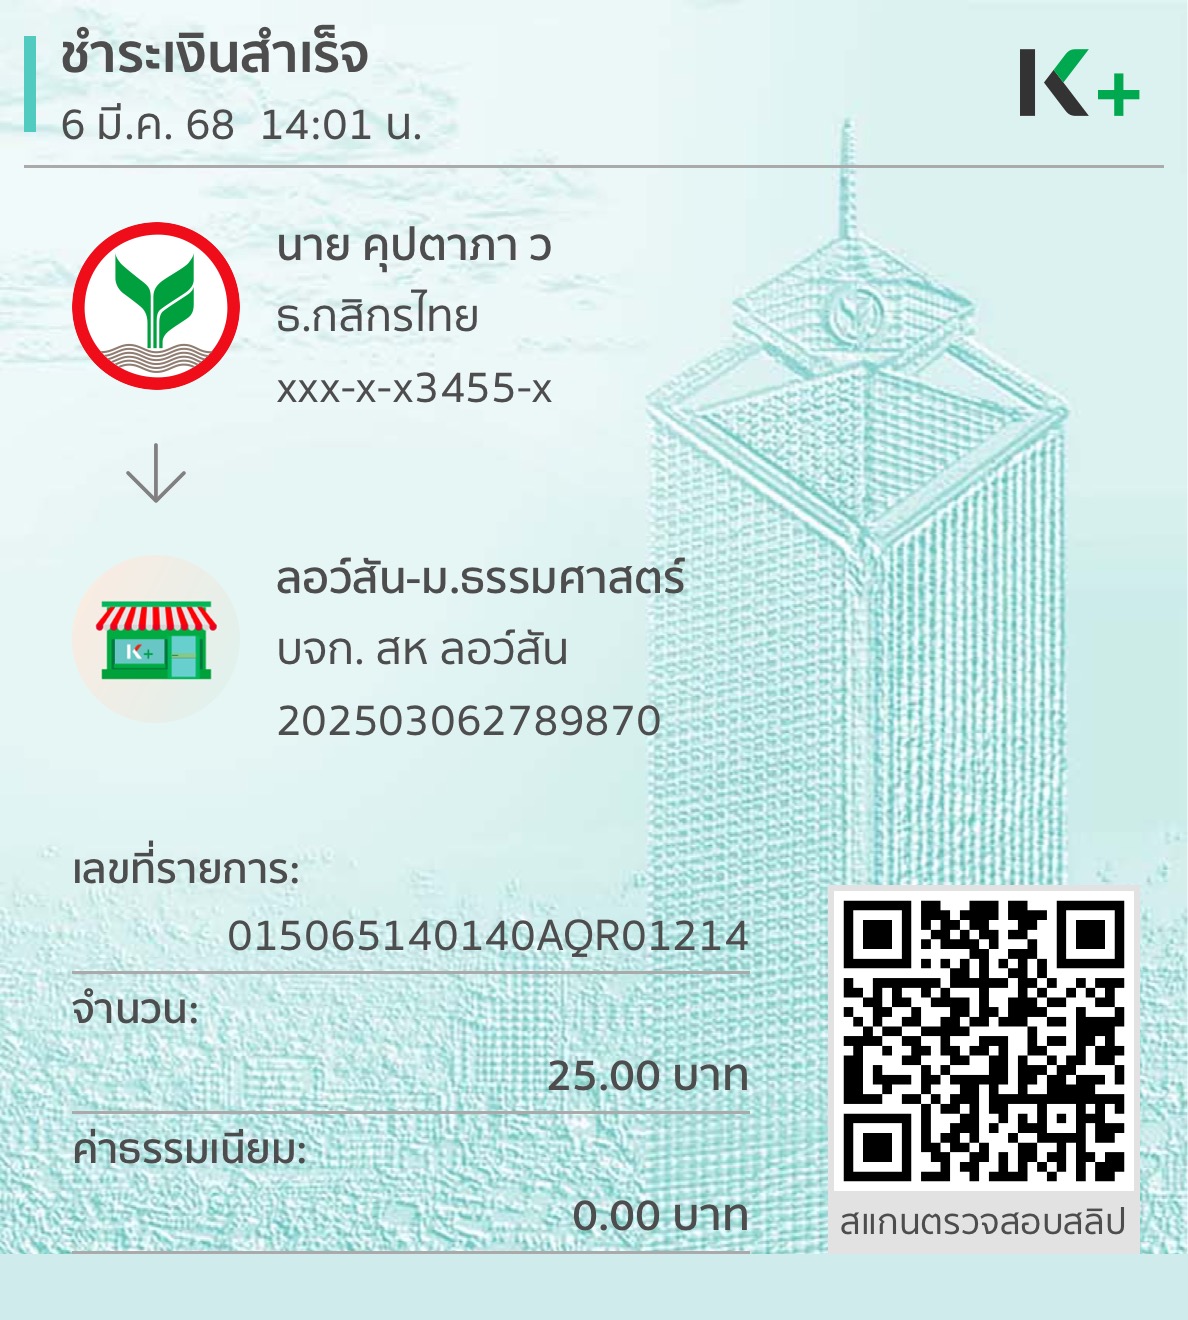 ชำระเงินสำเร็จ
6 มี.ค. 68 14:01 น.
K+
นาย คุปตาภา ว
ธ.กสิกรไทย
xxx-x-x3455-x
ลอว์สัน-ม.ธรรมศาสตร์
K+
บจก. สห ลอว์สัน
202503062789870
เลขที่รายการ:
015065140140AQR01214
จำนวน:
25.00 บาท
ค่าธรรมเนียม:
0.00 บาท
สแกนตรวจสอบสลิป